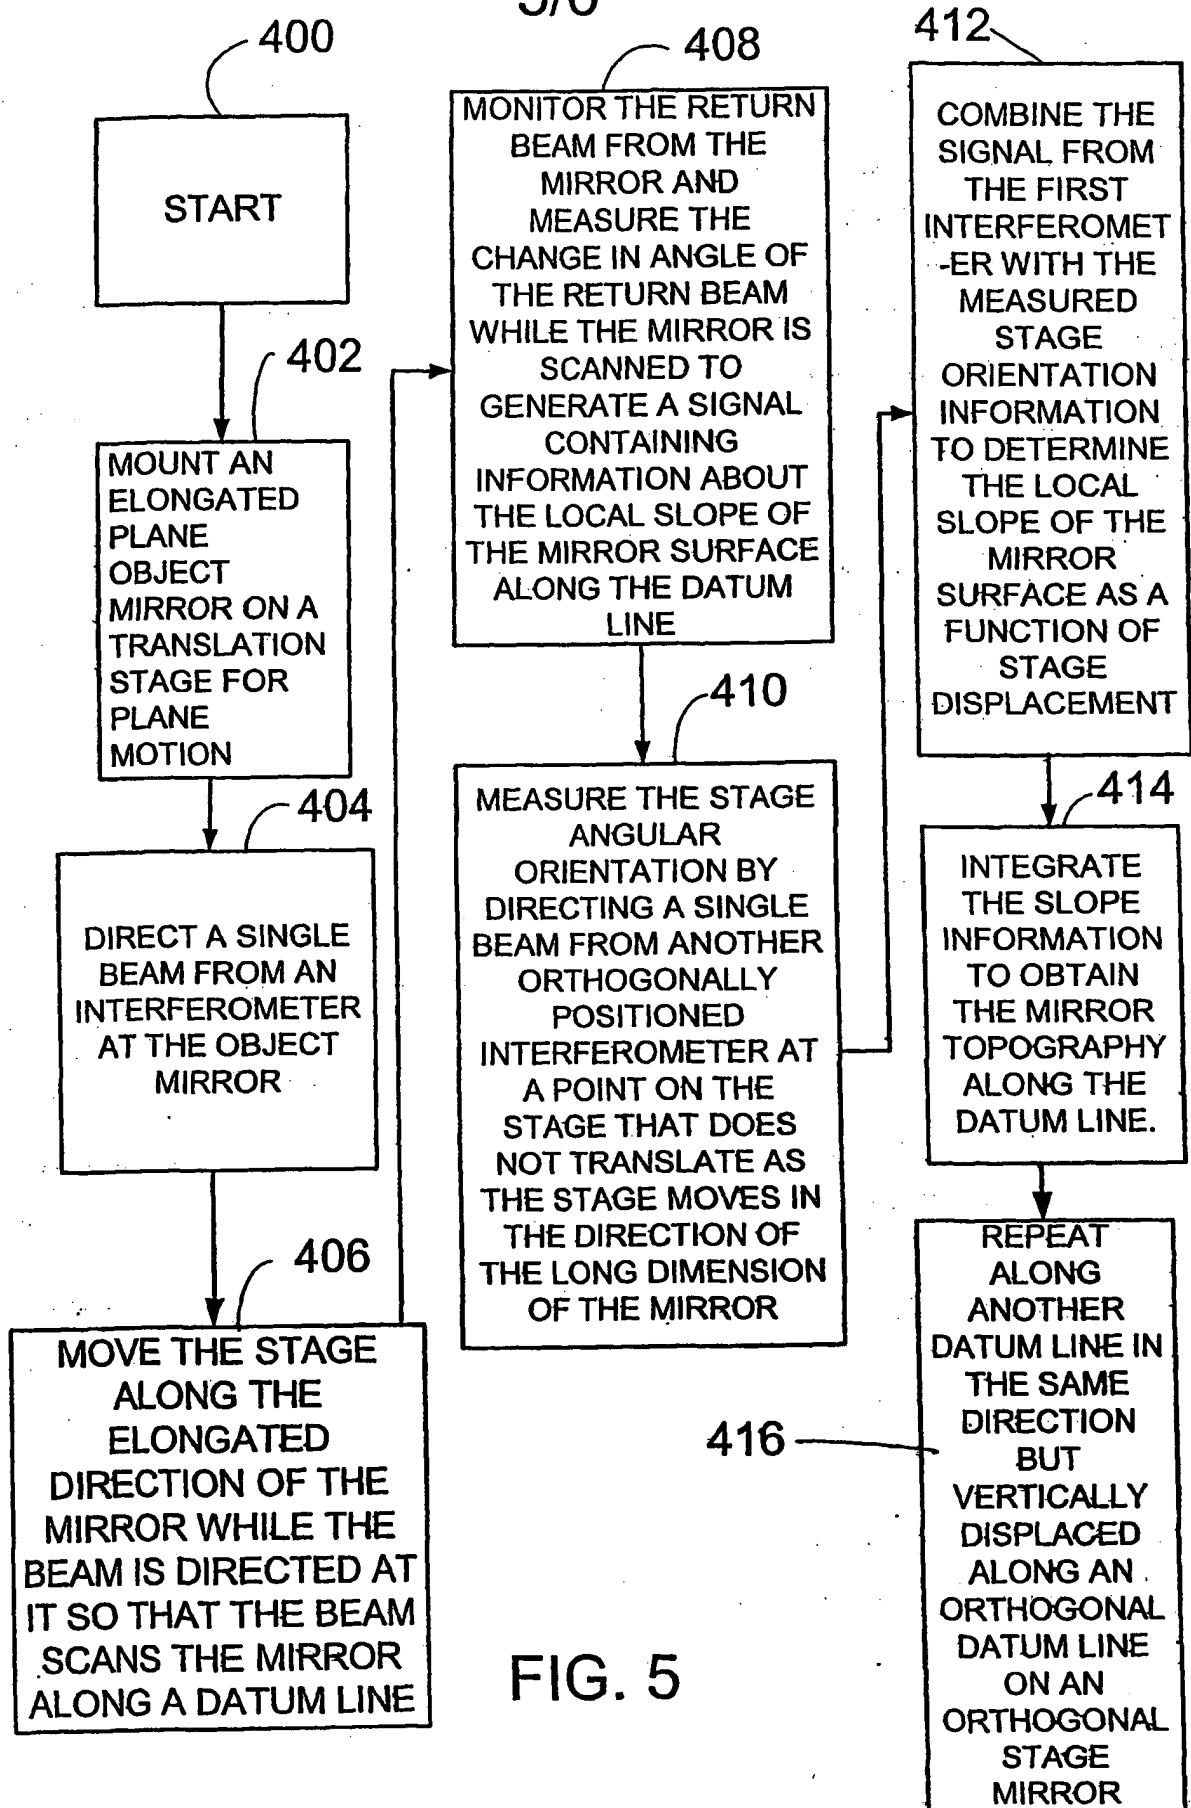 5/6
400
START
402
MOUNT AN
ELONGATED
PLANE
OBJECT
MIRROR ON A
TRANSLATION
STAGE FOR
PLANE
MOTION
404
DIRECT A SINGLE
BEAM FROM AN
INTERFEROMETER
AT THE OBJECT
MIRROR
406
MOVE THE STAGE
ALONG THE
ELONGATED
DIRECTION OF THE
MIRROR WHILE THE
BEAM IS DIRECTED AT
IT SO THAT THE BEAM
SCANS THE MIRROR
ALONG A DATUM LINE
408
MONITOR THE RETURN
BEAM FROM THE
MIRROR AND
MEASURE THE
CHANGE IN ANGLE OF
THE RETURN BEAM
WHILE THE MIRROR IS
SCANNED TO
GENERATE A SIGNAL
CONTAINING
INFORMATION ABOUT
THE LOCAL SLOPE OF
THE MIRROR SURFACE
ALONG THE DATUM
LINE
410
MEASURE THE STAGE
ANGULAR
ORIENTATION BY
DIRECTING A SINGLE
BEAM FROM ANOTHER
ORTHOGONALLY
POSITIONED
INTERFEROMETER AT
A POINT ON THE
STAGE THAT DOES
NOT TRANSLATE AS
THE STAGE MOVES IN
THE DIRECTION OF
THE LONG DIMENSION
OF THE MIRROR
412
COMBINE THE
SIGNAL FROM
THE FIRST
INTERFEROMET
-ER WITH THE
MEASURED
STAGE
ORIENTATION
INFORMATION
TO DETERMINE
THE LOCAL
SLOPE OF THE
MIRROR
SURFACE AS A
FUNCTION OF
STAGE
DISPLACEMENT
414
INTEGRATE
THE SLOPE
INFORMATION
TO OBTAIN
THE MIRROR
TOPOGRAPHY
ALONG THE
DATUM LINE.
416
REPEAT
ALONG
ANOTHER
DATUM LINE IN
THE SAME
DIRECTION
BUT
VERTICALLY
DISPLACED
ALONG AN
ORTHOGONAL
DATUM LINE
ON AN
ORTHOGONAL
STAGE
MIRROR
FIG. 5